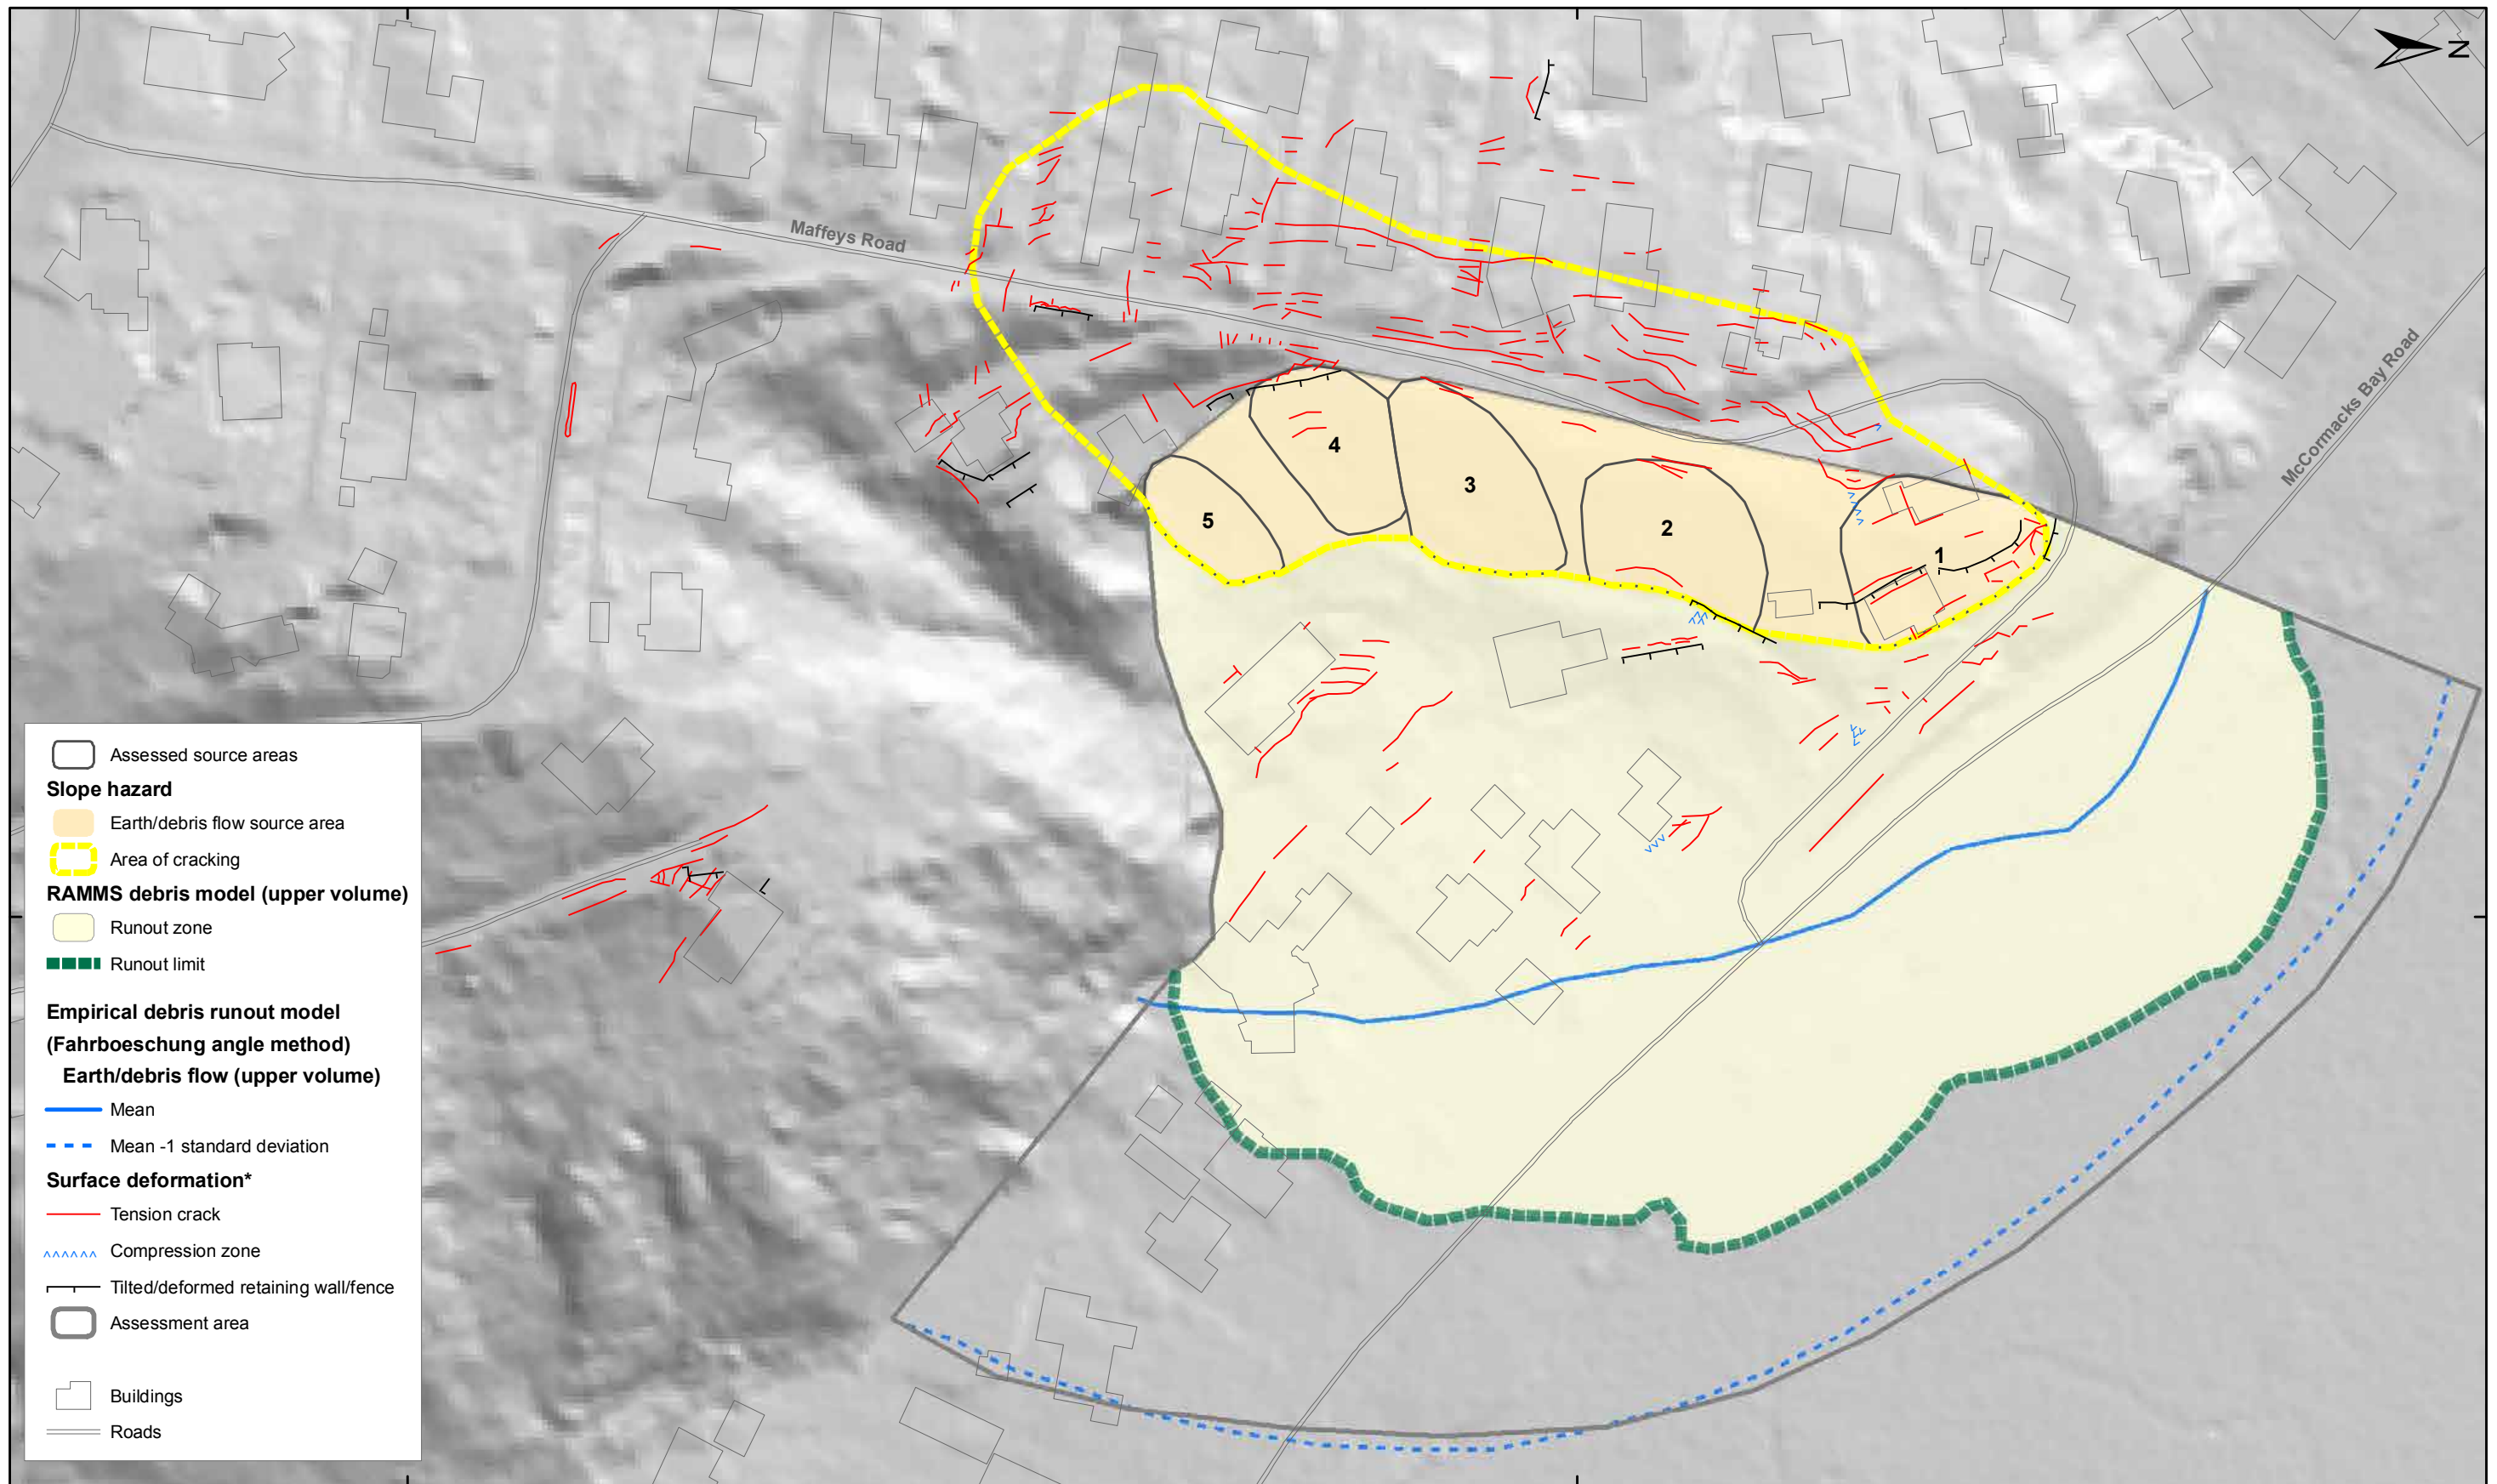 N
Maffeys Road
McCormacks Bay Road
4
3
5
2
1
Assessed source areas
Slope hazard
Earth/debris flow source area
Area of cracking
RAMMS debris model (upper volume)
Runout zone
Runout limit
Empirical debris runout model
(Fahrboeschung angle method)
Earth/debris flow (upper volume)
Mean
Mean -1 standard deviation
Surface deformation*
Tension crack
Compression zone
Tilted/deformed retaining wall/fence
Assessment area
Buildings
Roads